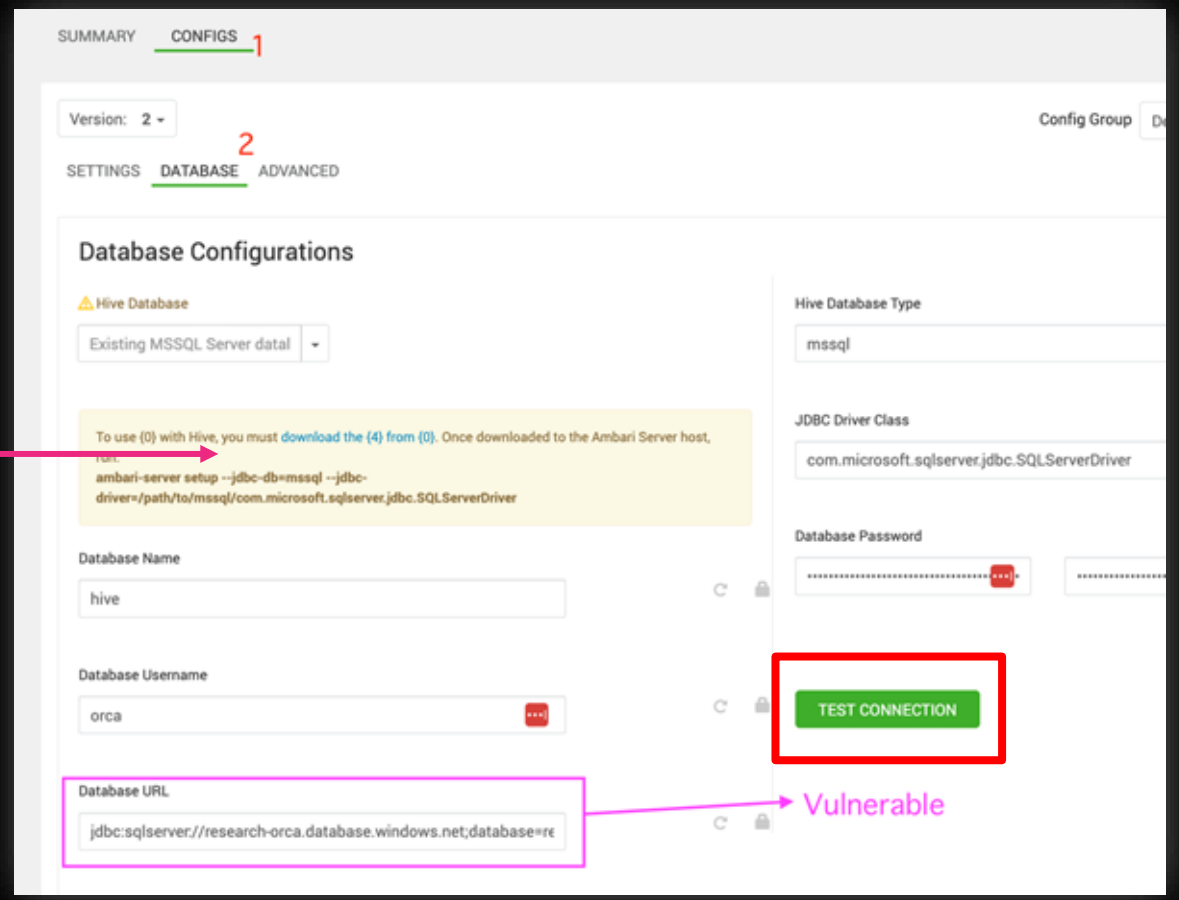 SUMMARY CONFIGS 1
Version: 2
Config Group
2
SETTINGS DATABASE ADVANCED
Database Configurations
Hive Database
Existing MSSQL Server datal
To use {0} with Hive, you must download the {4} from {0}. Once downloaded to the Ambari Server host,
run:
ambari-server setup --jdbc-db=mssql --jdbc-
driver=/path/to/mssql/com.microsoft.sqlserver.jdbc.SQLServerDriver
Database Name
hive
Database Username
orca
Database URL
jdbc:sqlserver://research-orca.database.windows.net;database=re
Hive Database Type
mssql
JDBC Driver Class
com.microsoft.sqlserver.jdbc.SQLServerDriver
Database Password
TEST CONNECTION
Vulnerable